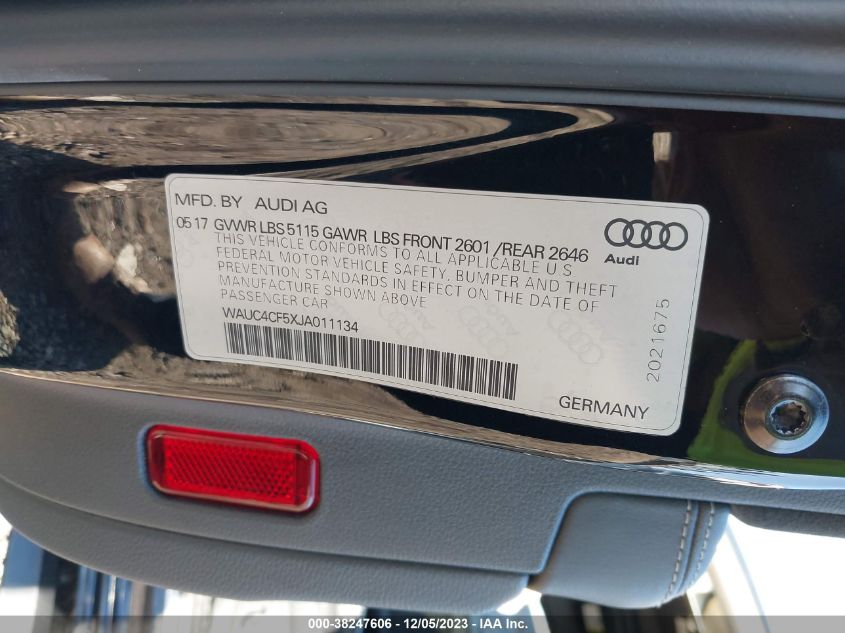 MFD. BY AUDI AG
05 17 GVWR LBS 5115 GAWR LBS FRONT 2601 / REAR 2646
THIS VEHICLE CONFORMS TO ALL APPLICABLE U S
FEDERAL MOTOR VEHICLE SAFETY, BUMPER AND THEFT
PREVENTION STANDARDS IN EFFECT ON THE DATE OF
MANUFACTURE SHOWN ABOVE
PASSENGER CAR
WAUC4CF5XJA011134
Audi
2021675
GERMANY
000-38247606 - 12/05/2023 - IAA Inc.